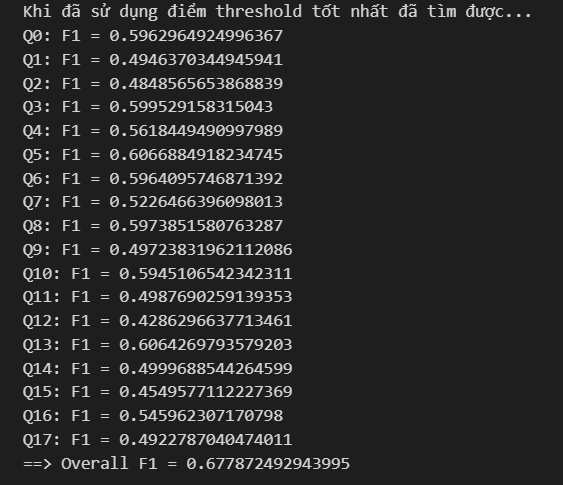 Khi đã sử dụng điểm threshold tốt nhất đã tìm được...
Q0: F1 = 0.5962964924996367
Q1: F1 = 0.4946370344945941
Q2: F1 = 0.4848565653868839
Q3: F1 = 0.599529158315043
Q4: F1 = 0.5618449490997989
Q5: F1 = 0.6066884918234745
Q6: F1 = 0.5964095746871392
Q7: F1 = 0.5226466396098013
Q8: F1 = 0.5973851580763287
Q9: F1 = 0.49723831962112086
Q10: F1 = 0.5945106542342311
Q11: F1 = 0.4987690259139353
Q12: F1 = 0.4286296637713461
Q13: F1 = 0.6064269793579203
Q14: F1 = 0.4999688544264599
Q15: F1 = 0.4549577112227369
Q16: F1 = 0.545962307170798
Q17: F1 = 0.4922787040474011
==> Overall F1 = 0.677872492943995